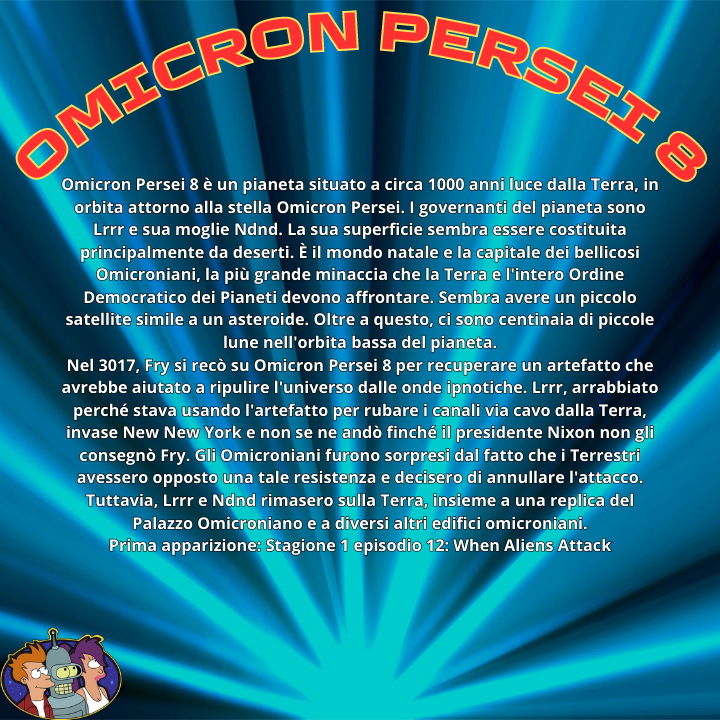 OMICRON PERSEI 8
Omicron Persei 8 è un pianeta situato a circa 1000 anni luce dalla Terra, in
orbita attorno alla stella Omicron Persei. I governanti del pianeta sono
Lrrr e sua moglie Ndnd. La sua superficie sembra essere costituita
principalmente da deserti. È il mondo natale e la capitale dei bellicosi
Omicroniani, la più grande minaccia che la Terra e l'intero Ordine
Democratico dei Pianeti devono affrontare. Sembra avere un piccolo
satellite simile a un asteroide. Oltre a questo, ci sono centinaia di piccole
lune nell'orbita bassa del pianeta.
Nel 3017, Fry si recò su Omicron Persei 8 per recuperare un artefatto che
avrebbe aiutato a ripulire l'universo dalle onde ipnotiche. Lrrr, arrabbiato
perché stava usando l'artefatto per rubare i canali via cavo dalla Terra,
invase New New York e non se ne andò finché il presidente Nixon non gli
consegnò Fry. Gli Omicroniani furono sorpresi dal fatto che i Terrestri
avessero opposto una tale resistenza e decisero di annullare l'attacco.
Tuttavia, Lrrr e Ndnd rimasero sulla Terra, insieme a una replica del
Palazzo Omicroniano e a diversi altri edifici omicroniani.
Prima apparizione: Stagione 1 episodio 12: When Aliens Attack